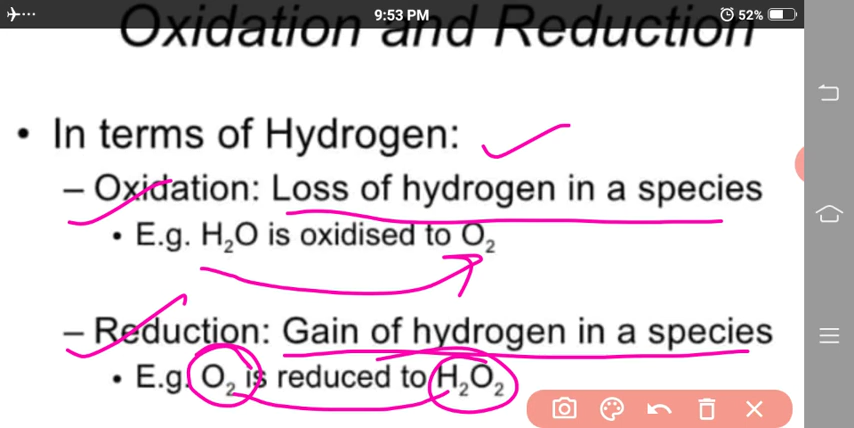 9:53 PM 52%
Oxidation and Reduction
• In terms of Hydrogen:
– Oxidation: Loss of hydrogen in a species
• E.g. H₂O is oxidised to O₂
– Reduction: Gain of hydrogen in a species
• E.g. O₂ is reduced to H₂O₂